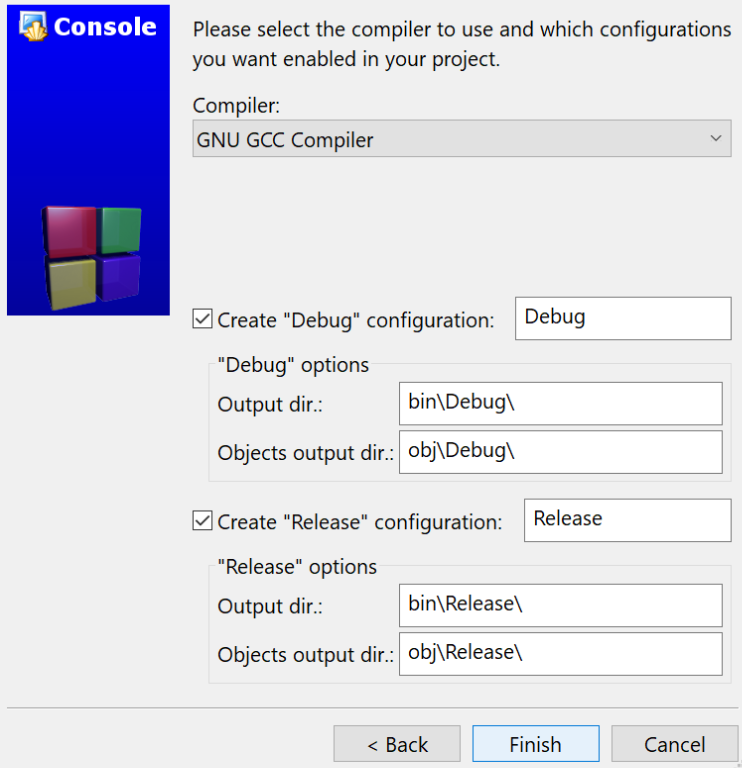 Console
Please select the compiler to use and which configurations
you want enabled in your project.
Compiler:
GNU GCC Compiler
Create "Debug" configuration: Debug
"Debug" options
Output dir.: bin\Debug\
Objects output dir.: obj\Debug\
Create "Release" configuration: Release
"Release" options
Output dir.: bin\Release\
Objects output dir.: obj\Release\
< Back Finish Cancel